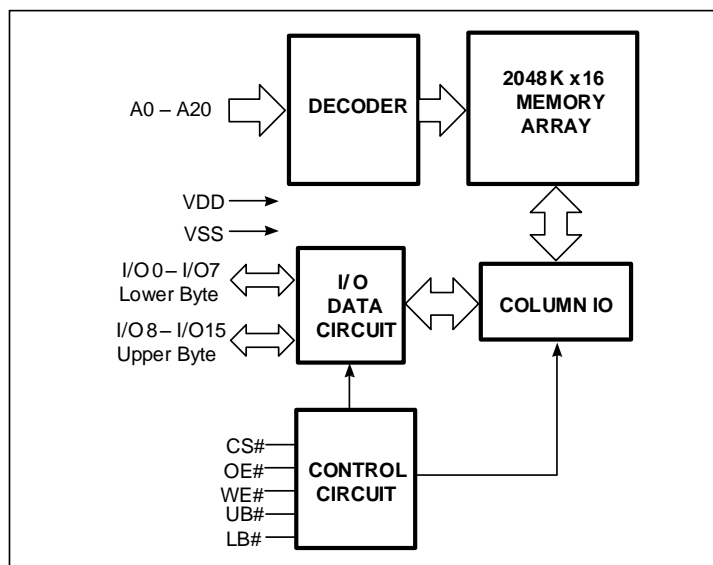 A0 – A20
DECODER
2048K x16
MEMORY
ARRAY
VDD
VSS
I/O0 – I/O7
Lower Byte
I/O8 – I/O15
Upper Byte
I/O
DATA
CIRCUIT
COLUMN IO
CS#
OE#
WE#
UB#
LB#
CONTROL
CIRCUIT